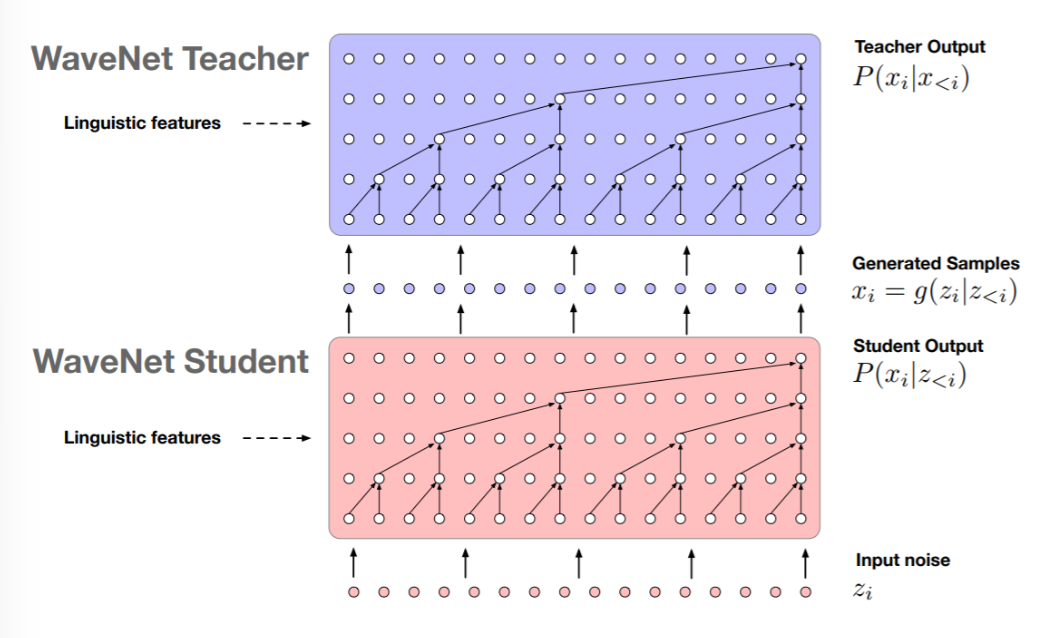 WaveNet Teacher
Teacher Output
P(x_i|x_{<i})
Linguistic features
Generated Samples
x_i = g(z_i|z_{<i})
WaveNet Student
Student Output
P(x_i|z_{<i})
Linguistic features
Input noise
z_i